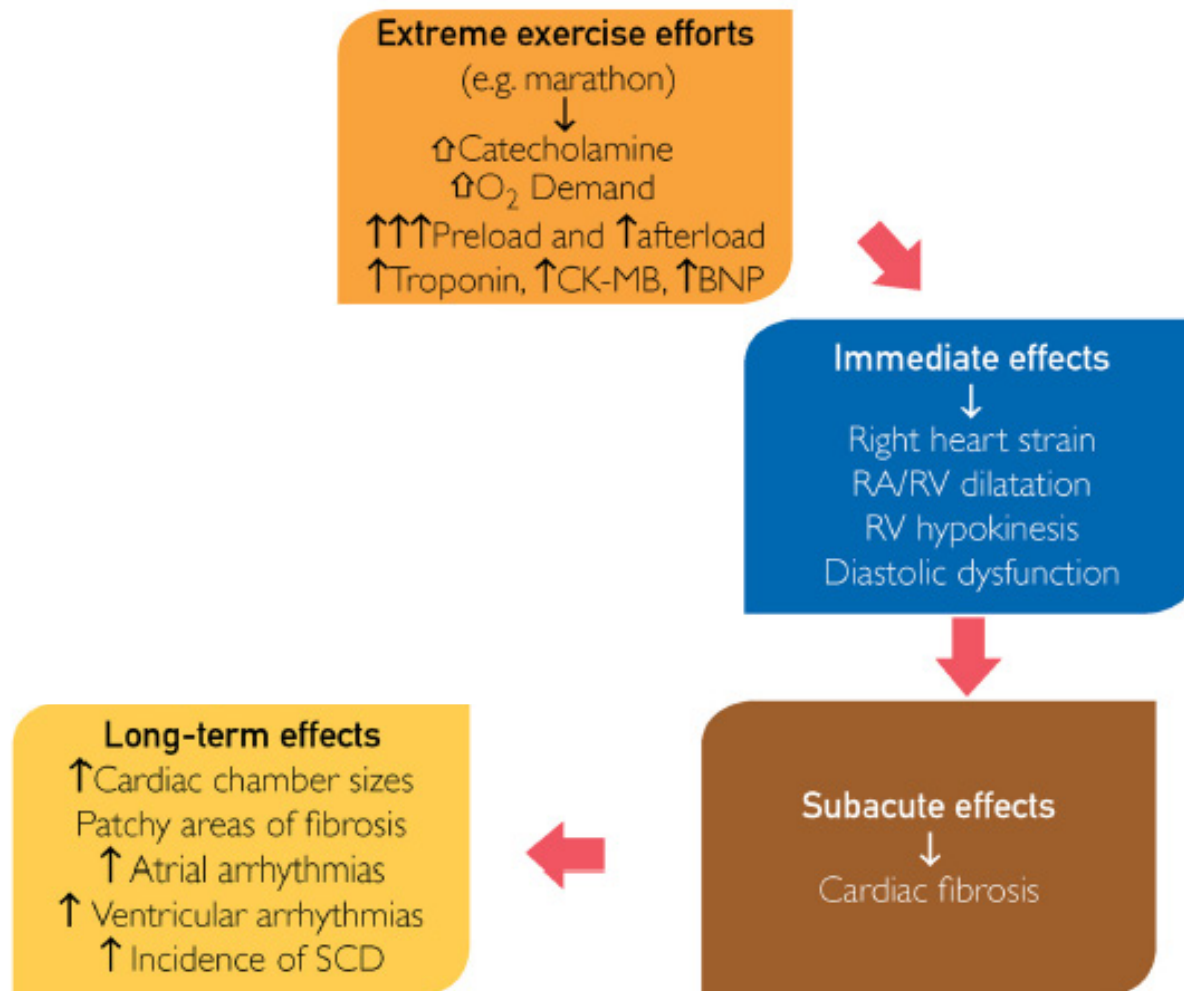 Extreme exercise efforts
(e.g. marathon)
↓
⇧Catecholamine
⇧O₂ Demand
↑↑↑Preload and ↑afterload
↑Troponin, ↑CK-MB, ↑BNP
Immediate effects
↓
Right heart strain
RA/RV dilatation
RV hypokinesis
Diastolic dysfunction
Subacute effects
↓
Cardiac fibrosis
Long-term effects
↑Cardiac chamber sizes
Patchy areas of fibrosis
↑ Atrial arrhythmias
↑ Ventricular arrhythmias
↑ Incidence of SCD